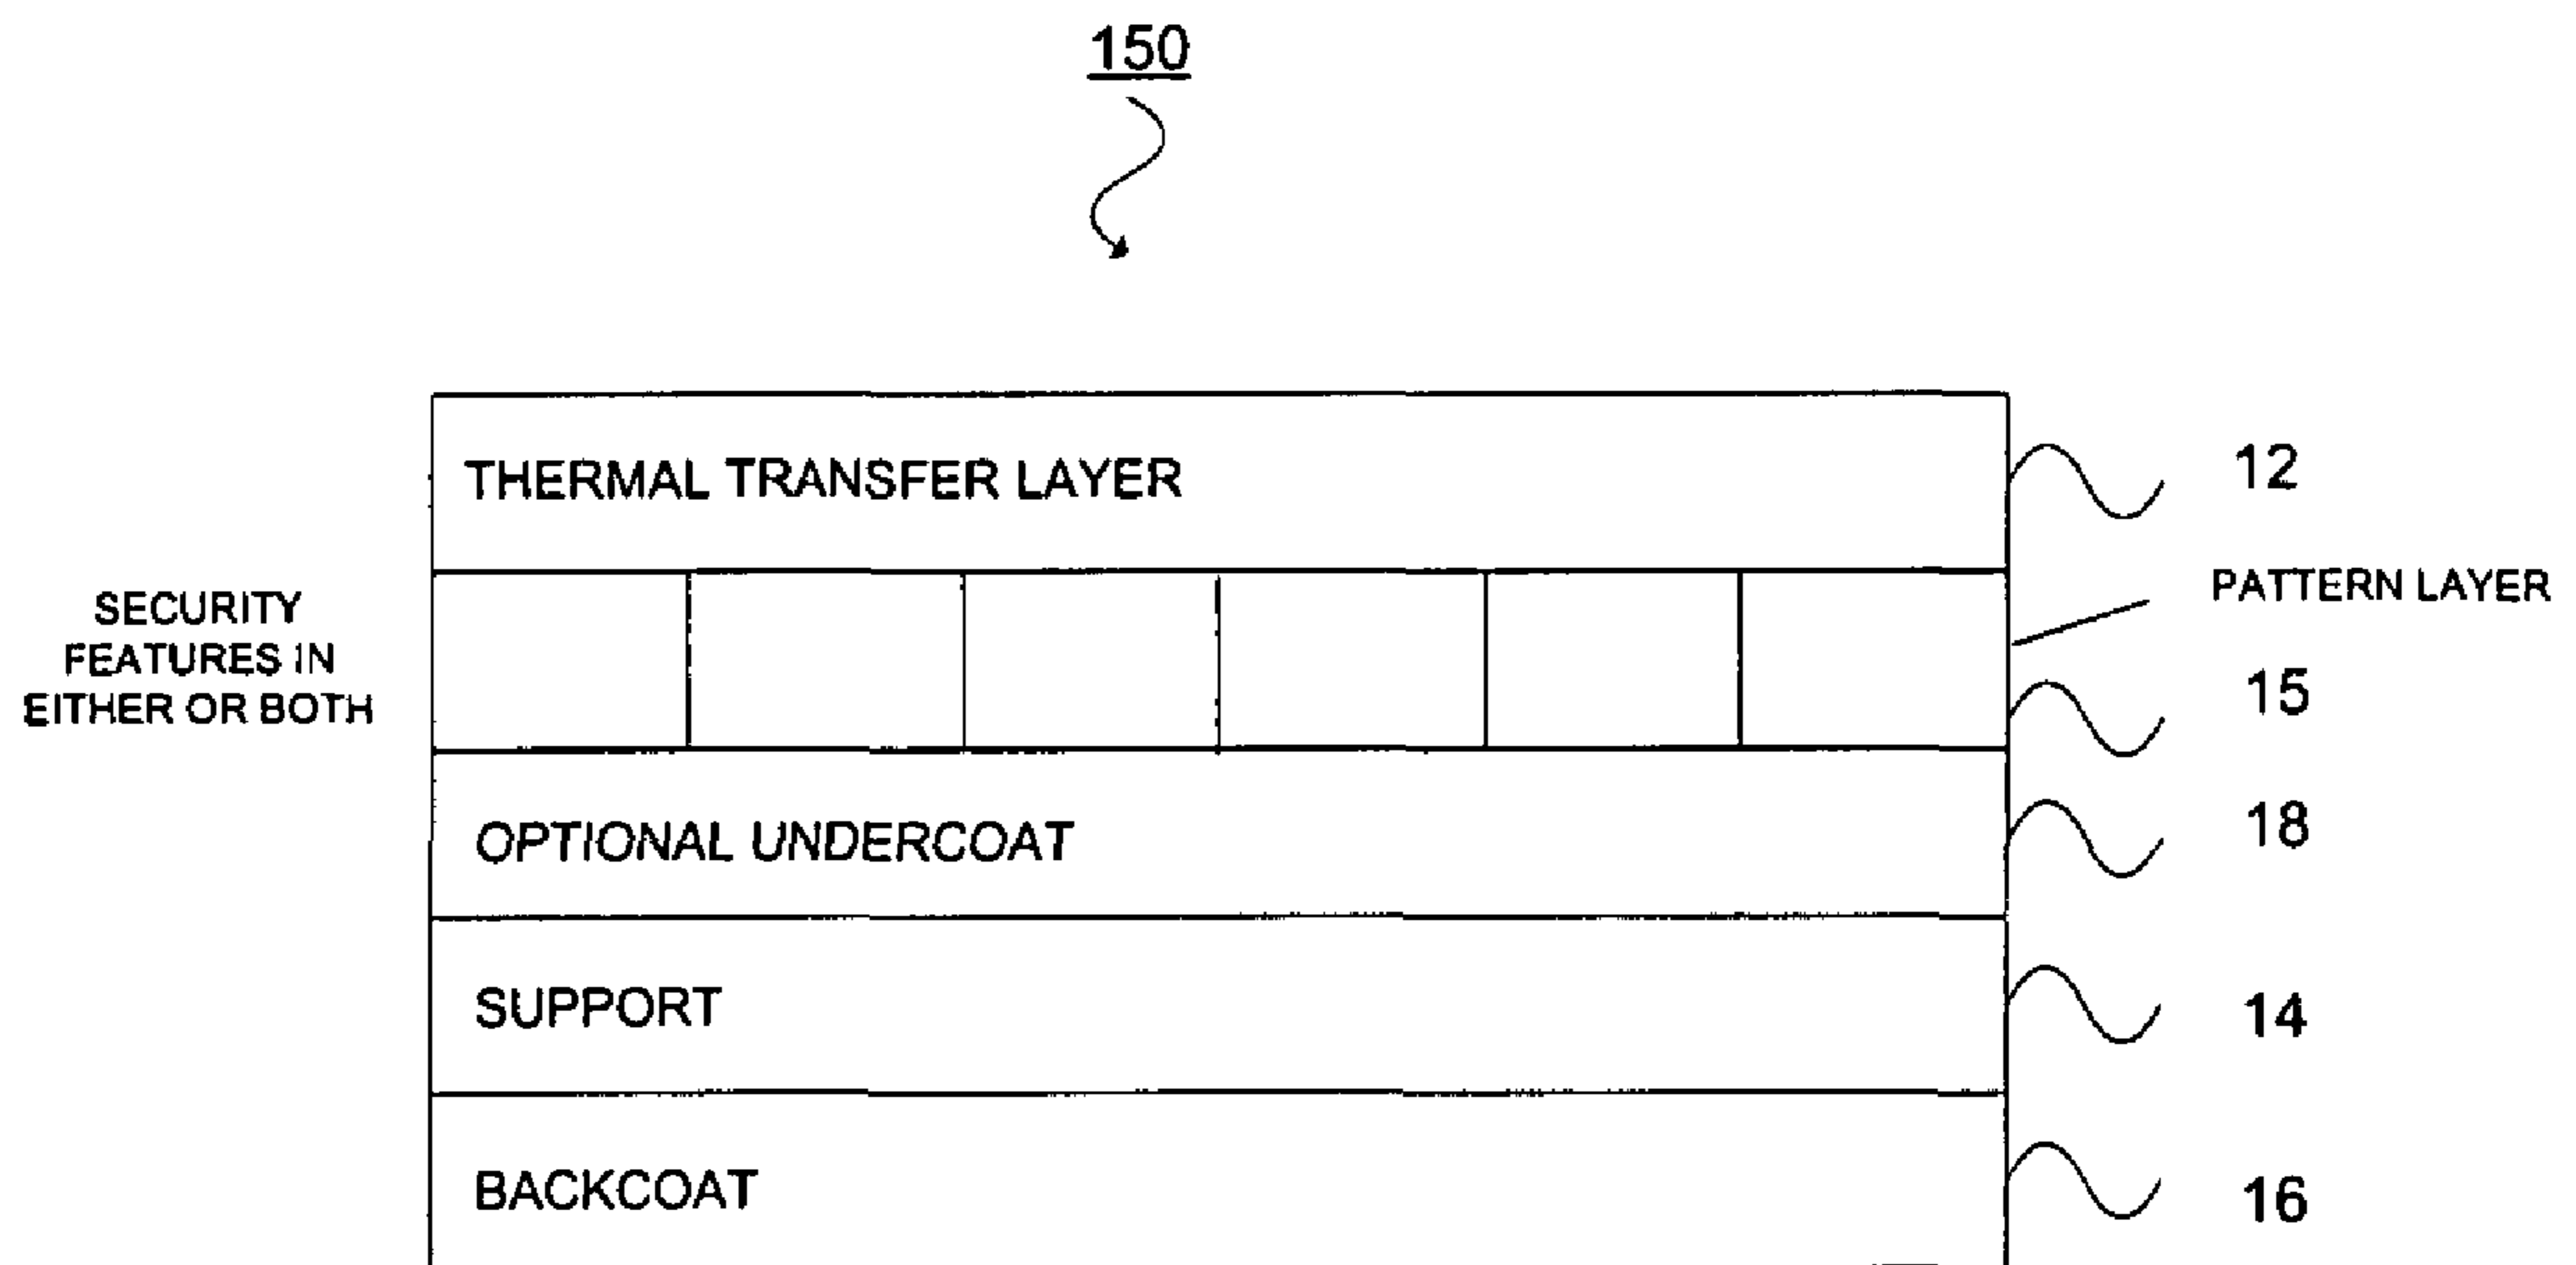 150
THERMAL TRANSFER LAYER
12
SECURITY
FEATURES IN
EITHER OR BOTH
PATTERN LAYER
15
OPTIONAL UNDERCOAT
18
SUPPORT
14
BACKCOAT
16